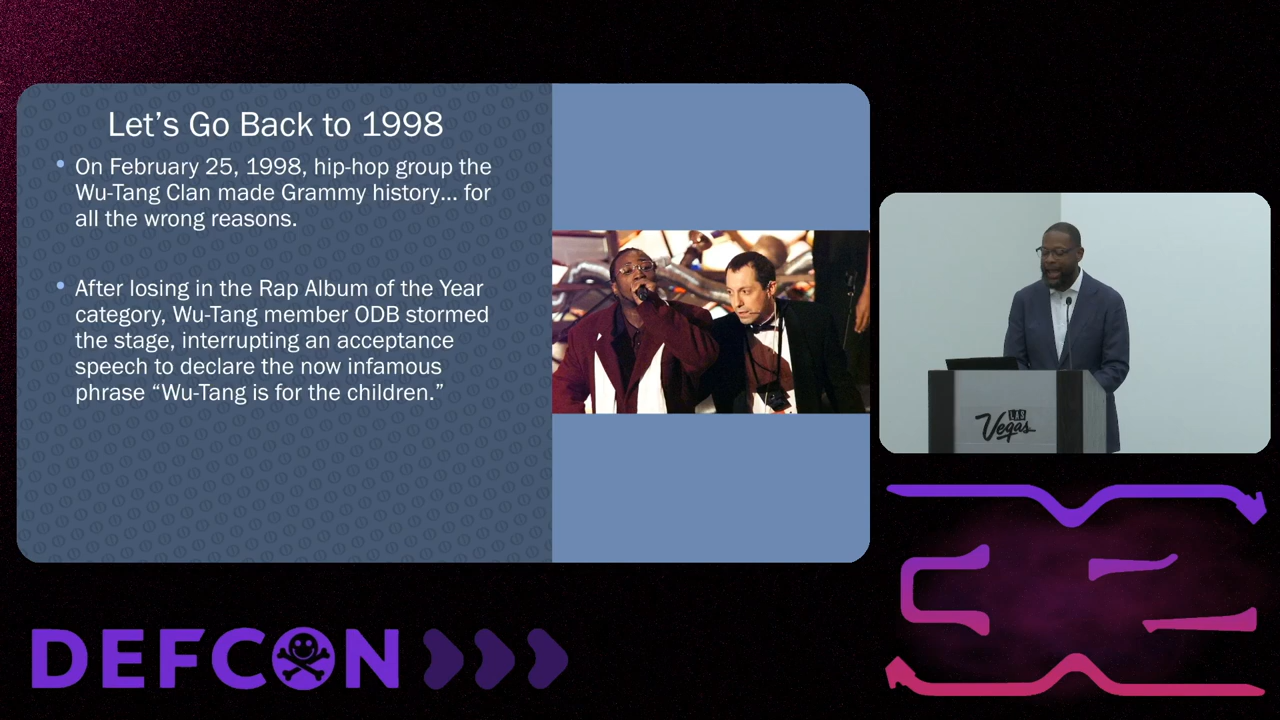 Let’s Go Back to 1998
• On February 25, 1998, hip-hop group the
Wu-Tang Clan made Grammy history... for
all the wrong reasons.
• After losing in the Rap Album of the Year
category, Wu-Tang member ODB stormed
the stage, interrupting an acceptance
speech to declare the now infamous
phrase “Wu-Tang is for the children.”
LAS
Vegas
DEFCON